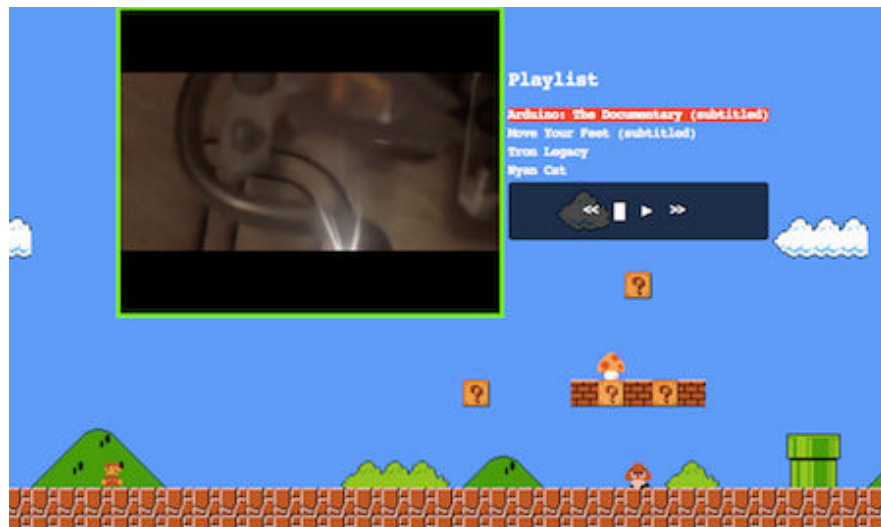 Playlist
Arduino: The Documentary (subtitled)
Move Your Feet (subtitled)
Tron Legacy
Nyan Cat
<< ▶ >>
?
?
? ?